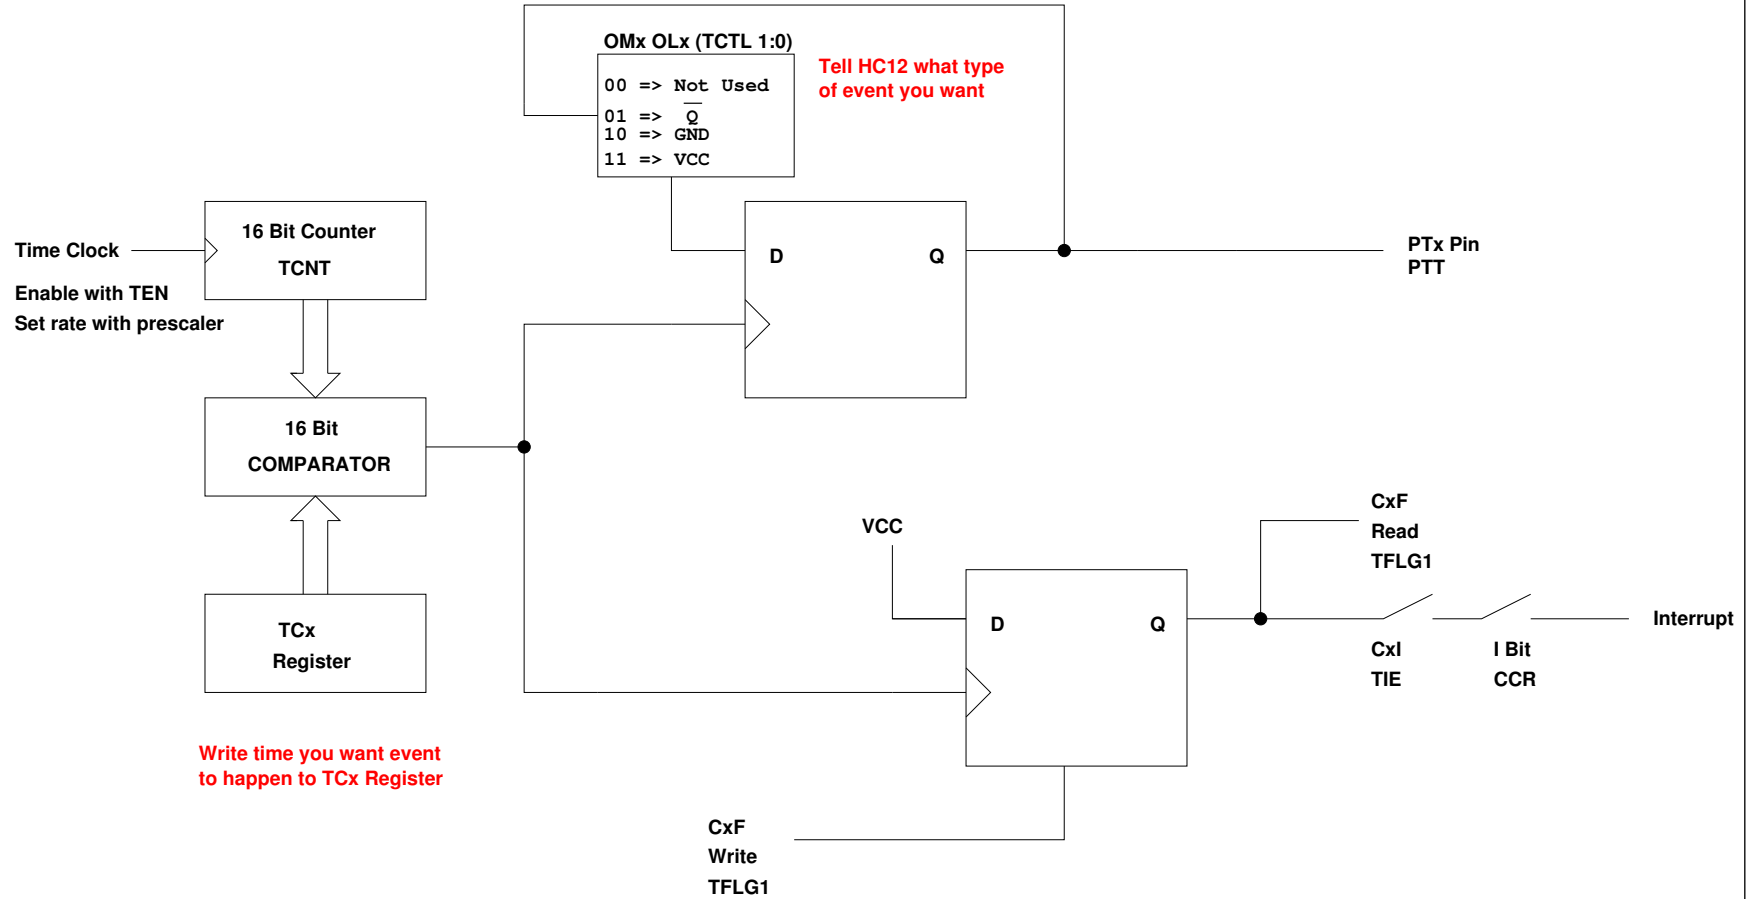 OMx OLx (TCTL 1:0)
00 => Not Used
01 => Q̅
10 => GND
11 => VCC
Tell HC12 what type
of event you want
16 Bit Counter
TCNT
Time Clock
Enable with TEN
Set rate with prescaler
D
Q
PTx Pin
PTT
16 Bit
COMPARATOR
TCx
Register
Write time you want event
to happen to TCx Register
VCC
D
Q
CxF
Read
TFLG1
CxI
TIE
I Bit
CCR
Interrupt
CxF
Write
TFLG1